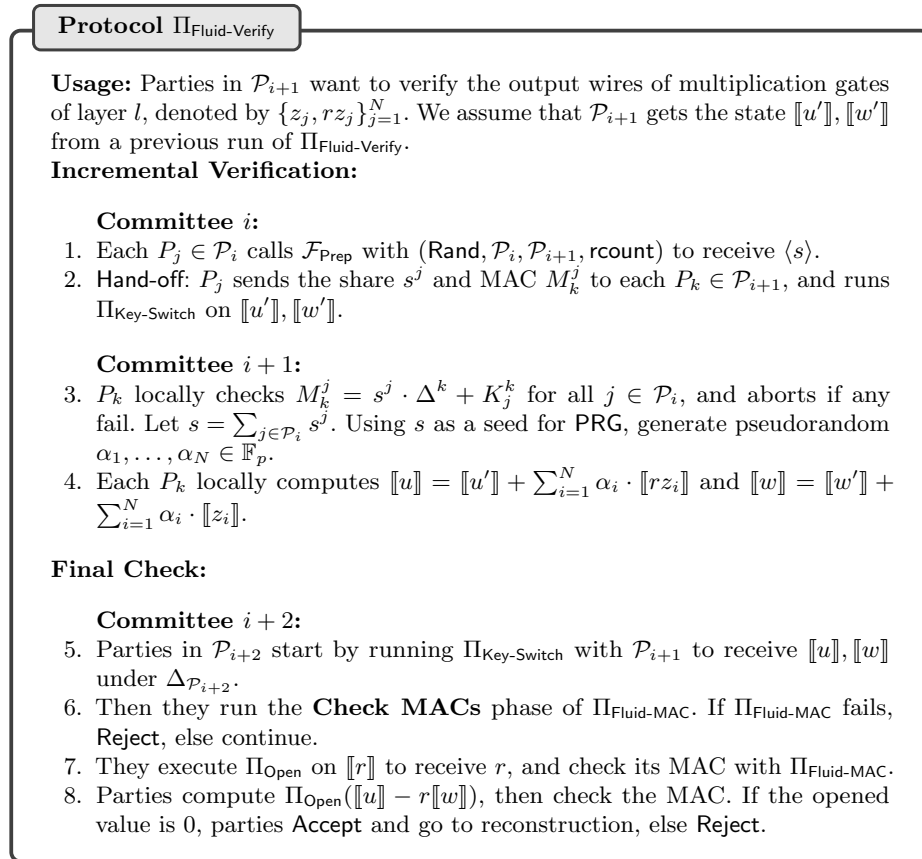 Protocol Π_Fluid-Verify
Usage: Parties in 𝒫_{i+1} want to verify the output wires of multiplication gates
of layer l, denoted by {z_j, rz_j}_{j=1}^N. We assume that 𝒫_{i+1} gets the state ⟦u′⟧, ⟦w′⟧
from a previous run of Π_Fluid-Verify.
Incremental Verification:
Committee i:
1. Each P_j ∈ 𝒫_i calls ℱ_Prep with (Rand, 𝒫_i, 𝒫_{i+1}, rcount) to receive ⟨s⟩.
2. Hand-off: P_j sends the share s^j and MAC M_k^j to each P_k ∈ 𝒫_{i+1}, and runs
Π_Key-Switch on ⟦u′⟧, ⟦w′⟧.
Committee i + 1:
3. P_k locally checks M_k^j = s^j · Δ^k + K_j^k for all j ∈ 𝒫_i, and aborts if any
fail. Let s = ∑_{j∈𝒫_i} s^j. Using s as a seed for PRG, generate pseudorandom
α_1, . . . , α_N ∈ 𝔽_p.
4. Each P_k locally computes ⟦u⟧ = ⟦u′⟧ + ∑_{i=1}^N α_i · ⟦rz_i⟧ and ⟦w⟧ = ⟦w′⟧ +
∑_{i=1}^N α_i · ⟦z_i⟧.
Final Check:
Committee i + 2:
5. Parties in 𝒫_{i+2} start by running Π_Key-Switch with 𝒫_{i+1} to receive ⟦u⟧, ⟦w⟧
under Δ_{𝒫_{i+2}}.
6. Then they run the Check MACs phase of Π_Fluid-MAC. If Π_Fluid-MAC fails,
Reject, else continue.
7. They execute Π_Open on ⟦r⟧ to receive r, and check its MAC with Π_Fluid-MAC.
8. Parties compute Π_Open(⟦u⟧ − r⟦w⟧), then check the MAC. If the opened
value is 0, parties Accept and go to reconstruction, else Reject.